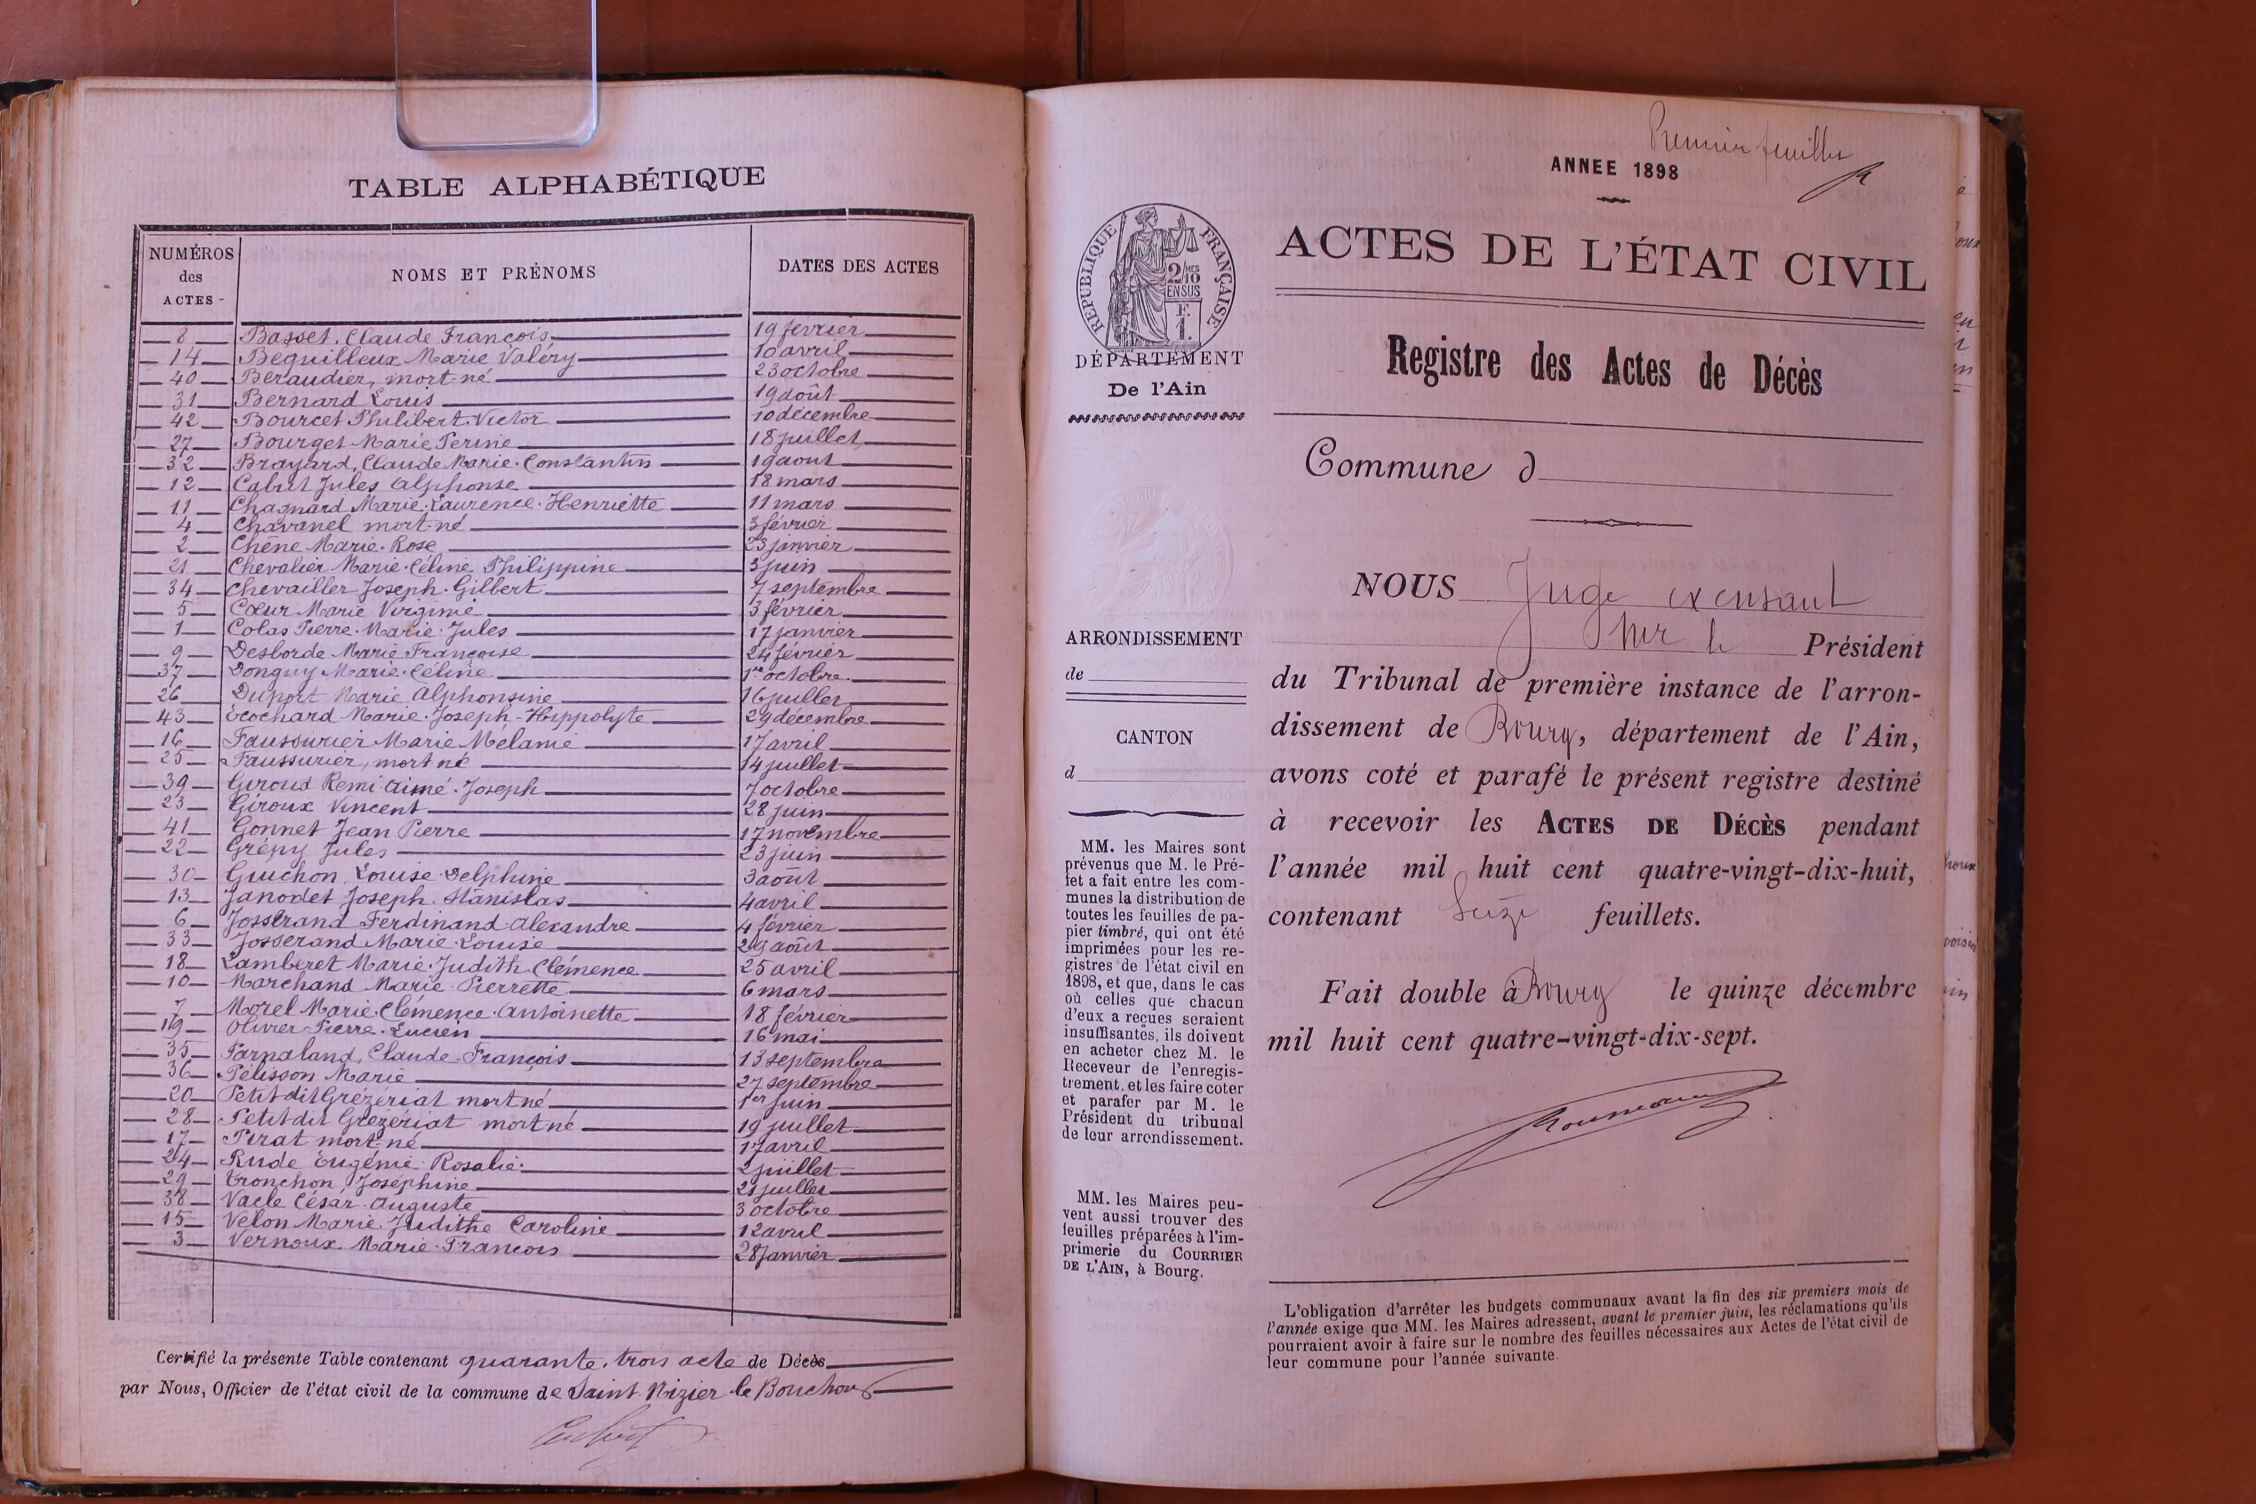 TABLE ALPHABÉTIQUE
NUMÉROS des ACTES NOMS ET PRÉNOMS DATES DES ACTES
8 Basset, Claude François 19 février
14 Bequilleux Marie Valéry 10 avril
40 Beraudier, mort-né 23 octobre
31 Bernard Louis 19 août
42 Bourcet Philibert Victor 10 décembre
27 Bourget Marie Perine 18 juillet
32 Brayard, Claude Marie Constantin 19 aout
12 Cabut Jules Alphonse 18 mars
11 Chagnard Marie Laurence Henriette 11 mars
4 Chavanel mort-né 3 février
2 Chêne Marie Rose 23 janvier
21 Chevalier Marie Céline Philippine 5 juin
34 Chevailler Joseph Gilbert 7 septembre
5 Cœur Marie Virginie 3 février
1 Colas Pierre Marie Jules 17 janvier
9 Desborde Marie Françoise 24 février
37 Donguy Marie Céline 1er octobre
26 Duport Marie Alphonsine 16 juillet
43 Ecochard Marie Joseph Hippolyte 29 décembre
16 Faussurier Marie Mélanie 17 avril
25 Faussurier, mort né 14 juillet
39 Giroud Remi Aimé Joseph 7 octobre
23 Giroux Vincent 28 juin
41 Gonnet Jean Pierre 17 novembre
22 Grépy Jules 23 juin
30 Guichon Louise Delphine 3 août
13 Janodet Joseph Stanislas 4 avril
6 Josserand Ferdinand Alexandre 4 février
33 Josserand Marie Louise 29 août
18 Lamberet Marie Judith Clémence 25 avril
10 Marchand Marie Pierrette 6 mars
7 Morel Marie Clémence Antoinette 18 février
19 Olivier Pierre Lucien 16 mai
35 Parnaland, Claude François 13 septembre
36 Pélisson Marie 27 septembre
20 Petit dit Grézériat mort né 1er juin
28 Petit dit Grézériat mort né 19 juillet
17 Pirat mort-né 17 avril
24 Rude Eugénie Rosalie 2 juillet
29 Tronchon Joséphine 21 juillet
38 Vacle César Auguste 3 octobre
15 Velon Marie Judithe Caroline 12 avril
3 Vernoux Marie François 28 janvier
Certifié la présente Table contenant quarante-trois acte de Décès
par Nous, Officier de l'état civil de la commune de Saint Nizier le Bouchoux
Premier feuillet
ANNEE 1898
ACTES DE L'ÉTAT CIVIL
RÉPUBLIQUE FRANÇAISE
2/10 EN SUS
F. 1.
DÉPARTEMENT
De l'Ain
Registre des Actes de Décès
Commune d
NOUS Juge
Président
du Tribunal de première instance de l'arron-
dissement de Bourg, département de l'Ain,
avons coté et parafé le présent registre destiné
à recevoir les ACTES DE DÉCÈS pendant
l'année mil huit cent quatre-vingt-dix-huit,
contenant Seize feuillets.
Fait double à Bourg le quinze décembre
mil huit cent quatre-vingt-dix-sept.
ARRONDISSEMENT
de
CANTON
d
MM. les Maires sont
prévenus que M. le Pré-
fet a fait entre les com-
munes la distribution de
toutes les feuilles de pa-
pier timbré, qui ont été
imprimées pour les re-
gistres de l'état civil en
1898, et que, dans le cas
où celles que chacun
d'eux a reçues seraient
insuffisantes, ils doivent
en acheter chez M. le
Receveur de l'enregis-
trement, et les faire coter
et parafer par M. le
Président du tribunal
de leur arrondissement.
MM. les Maires peu-
vent aussi trouver des
feuilles préparées à l'im-
primerie du COURRIER
DE L'AIN, à Bourg.
L'obligation d'arrêter les budgets communaux avant la fin des six premiers mois de
l'année exige que MM. les Maires adressent, avant le premier juin, les réclamations qu'ils
pourraient avoir à faire sur le nombre des feuilles nécessaires aux Actes de l'état civil de
leur commune pour l'année suivante.